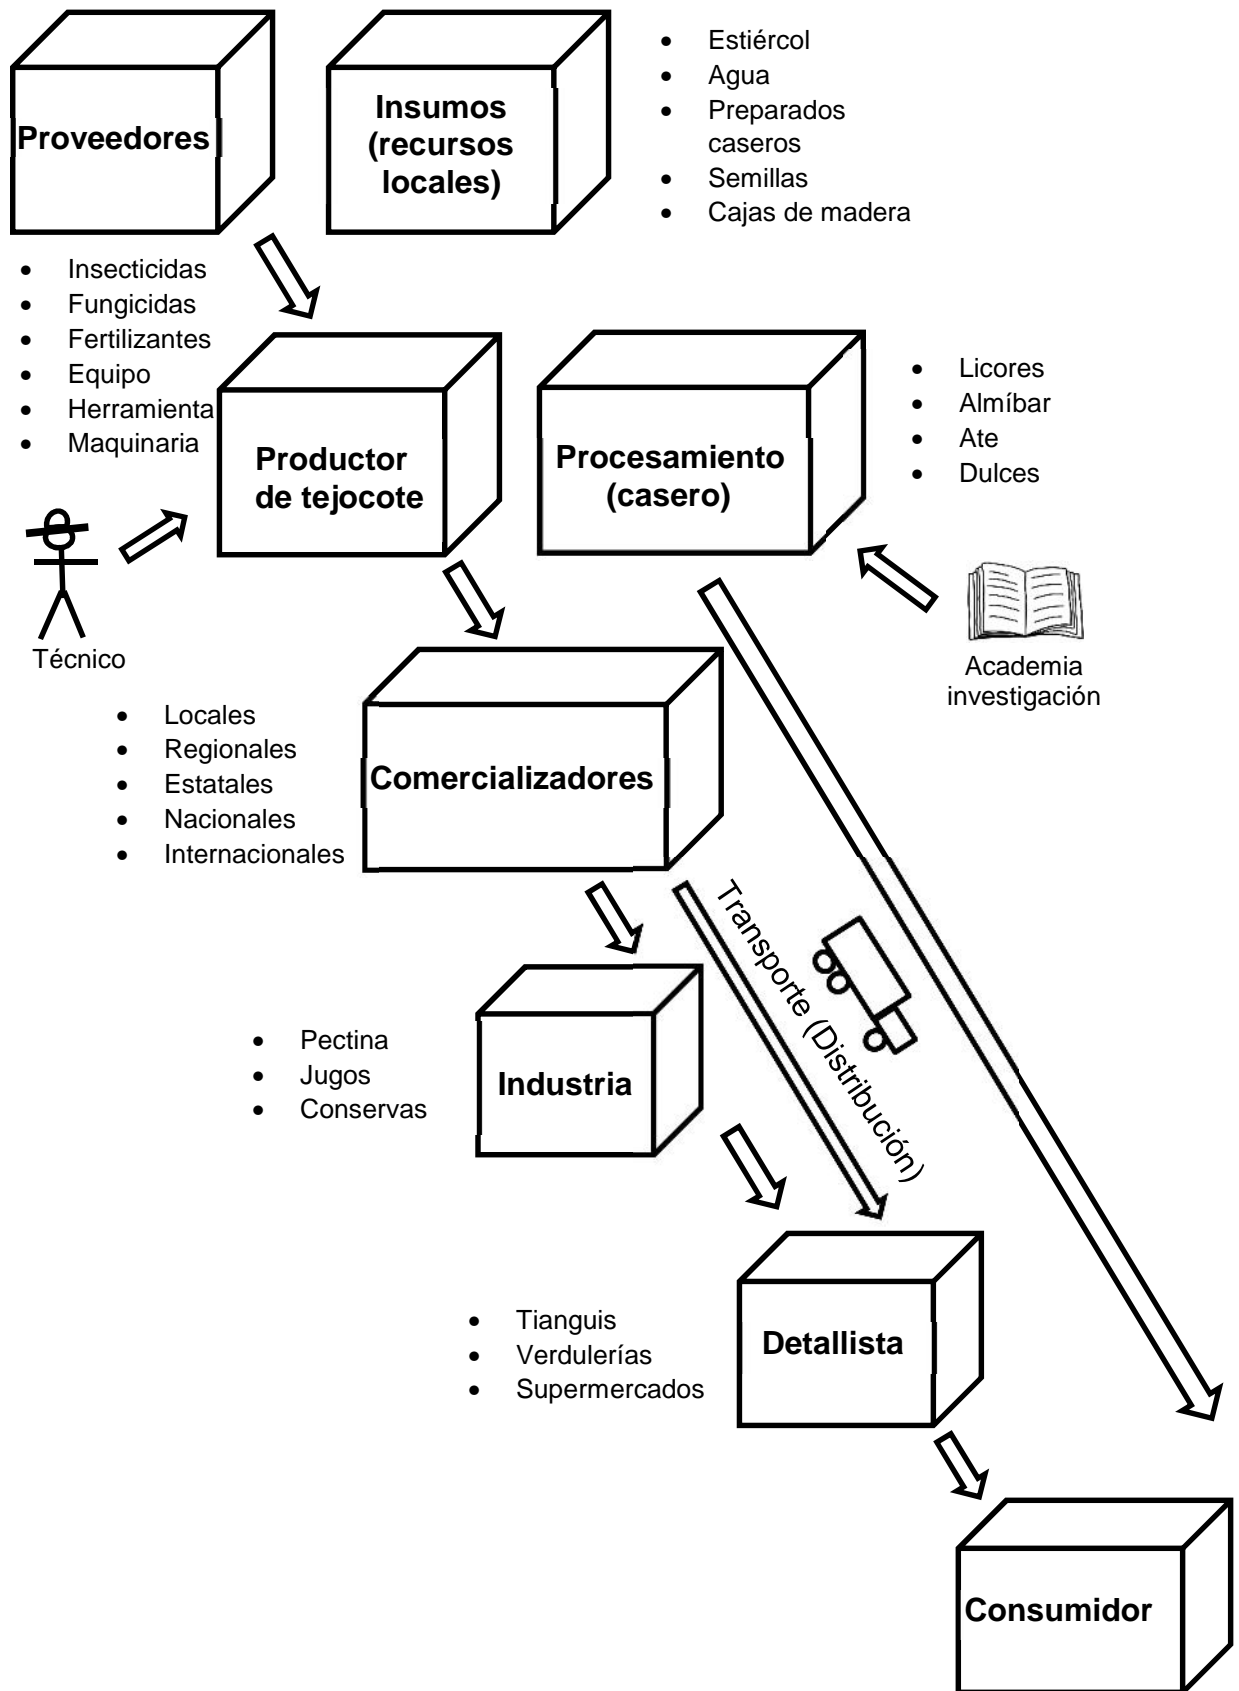 Proveedores
Insumos
(recursos
locales)
• Estiércol
• Agua
• Preparados
caseros
• Semillas
• Cajas de madera
• Insecticidas
• Fungicidas
• Fertilizantes
• Equipo
• Herramienta
• Maquinaria
Productor
de tejocote
Procesamiento
(casero)
• Licores
• Almíbar
• Ate
• Dulces
Técnico
Academia
investigación
• Locales
• Regionales
• Estatales
• Nacionales
• Internacionales
Comercializadores
Transporte (Distribución)
• Pectina
• Jugos
• Conservas
Industria
• Tianguis
• Verdulerías
• Supermercados
Detallista
Consumidor